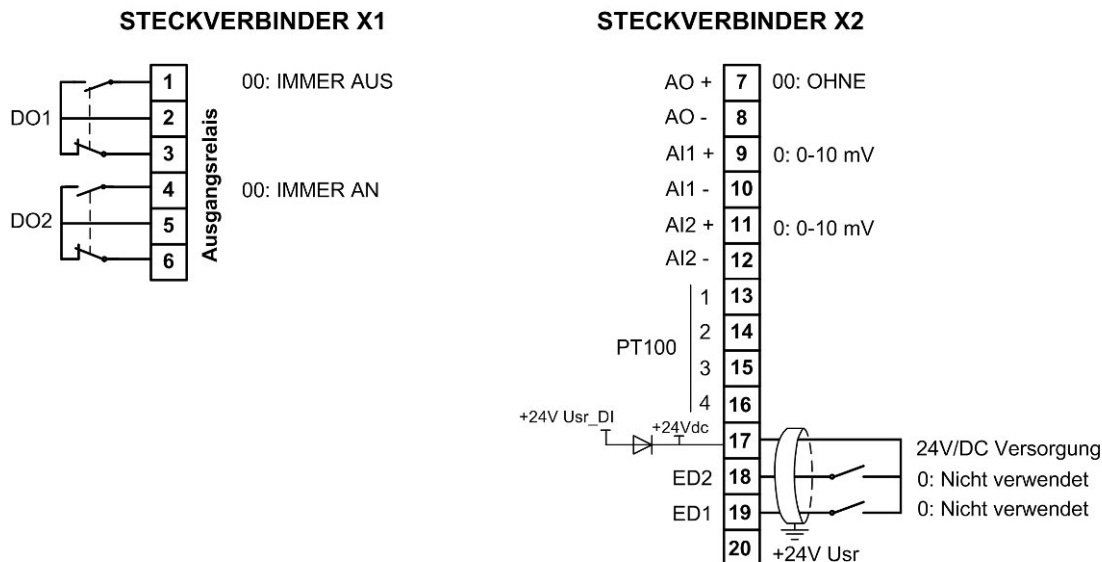 STECKVERBINDER X1
DO1
DO2
1
2
3
4
5
6
Ausgangsrelais
00: IMMER AUS
00: IMMER AN
STECKVERBINDER X2
AO + 7 00: OHNE
AO - 8
AI1 + 9 0: 0-10 mV
AI1 - 10
AI2 + 11 0: 0-10 mV
AI2 - 12
PT100
1 13
2 14
3 15
4 16
+24V Usr_DI
+24Vdc
17 24V/DC Versorgung
ED2 18 0: Nicht verwendet
ED1 19 0: Nicht verwendet
20 +24V Usr